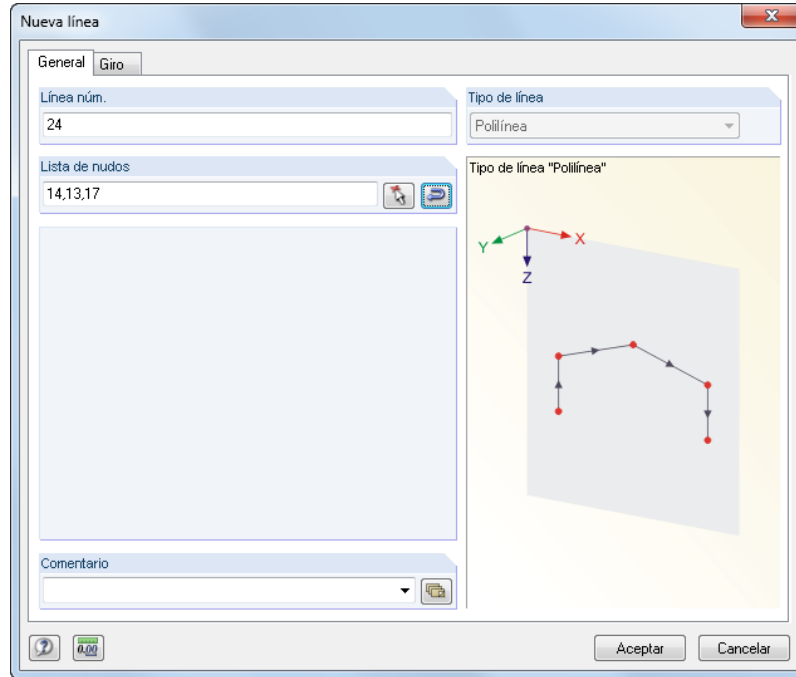 Nueva línea
General
Giro
Línea núm.
24
Tipo de línea
Polilínea
Lista de nudos
14,13,17
Tipo de línea "Polilínea"
Y
X
Z
Comentario
0.00
Aceptar
Cancelar